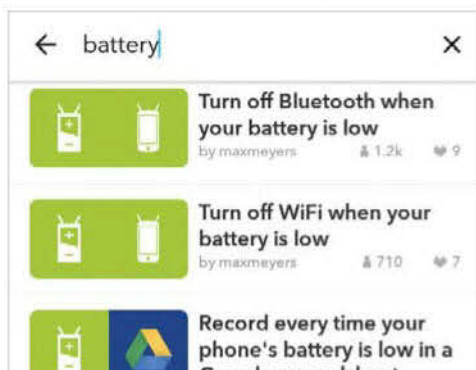 battery
Turn off Bluetooth when
your battery is low
by maxmeyers 1.2k 9
Turn off WiFi when your
battery is low
by maxmeyers 710 7
Record every time your
phone's battery is low in a